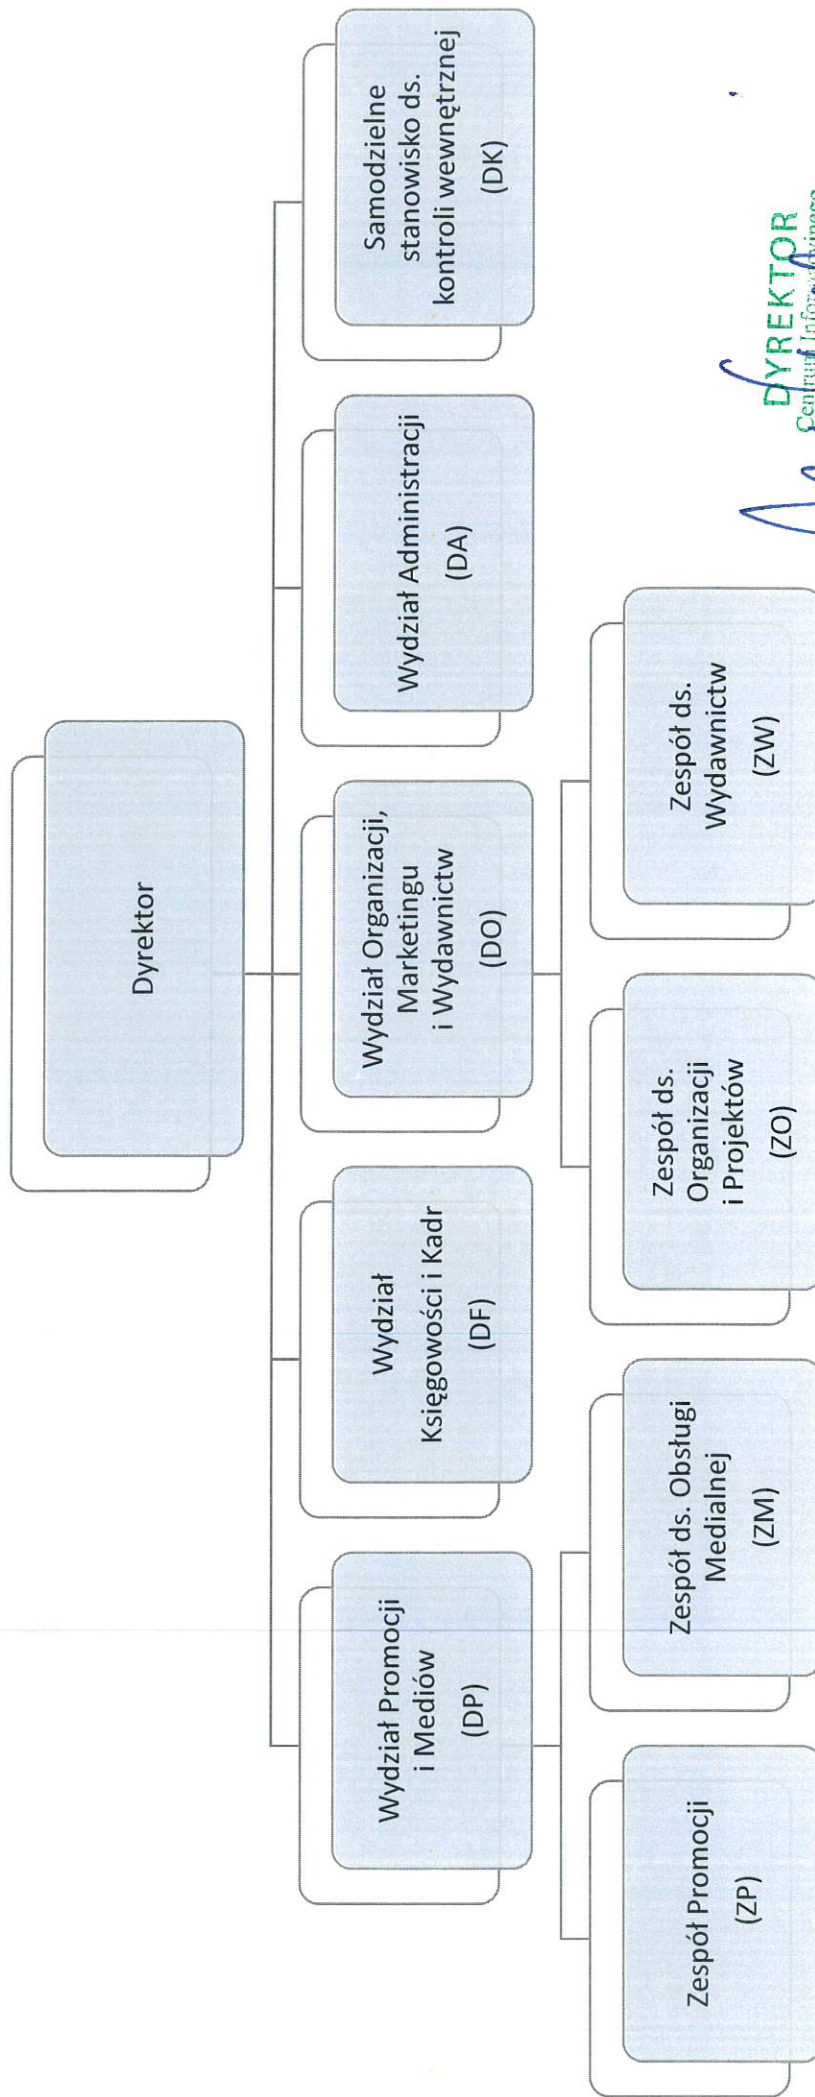 Dyrektor
Wydział Promocji
i Mediów
(DP)
Wydział
Księgowości i Kadr
(DF)
Wydział Organizacji,
Marketingu
i Wydawnictw
(DO)
Wydział Administracji
(DA)
Samodzielne
stanowisko ds.
kontroli wewnętrznej
(DK)
Zespół Promocji
(ZP)
Zespół ds. Obsługi
Medialnej
(ZM)
Zespół ds.
Organizacji
i Projektów
(ZO)
Zespół ds.
Wydawnictw
(ZW)
DYREKTOR
Centrum Informacyjnego